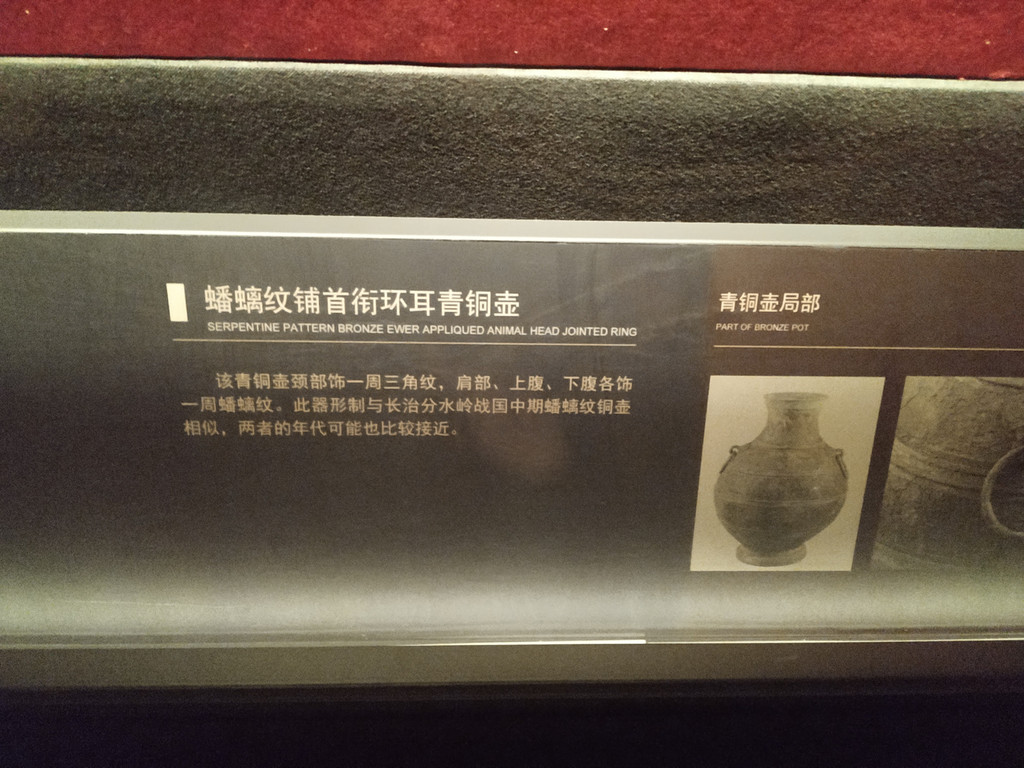 蟠螭纹铺首衔环耳青铜壶
SERPENTINE PATTERN BRONZE EWER APPLIQUED ANIMAL HEAD JOINTED RING
该青铜壶颈部饰一周三角纹，肩部、上腹、下腹各饰
一周蟠螭纹。此器形制与长治分水岭战国中期蟠螭纹铜壶
相似，两者的年代可能也比较接近。
青铜壶局部
PART OF BRONZE POT